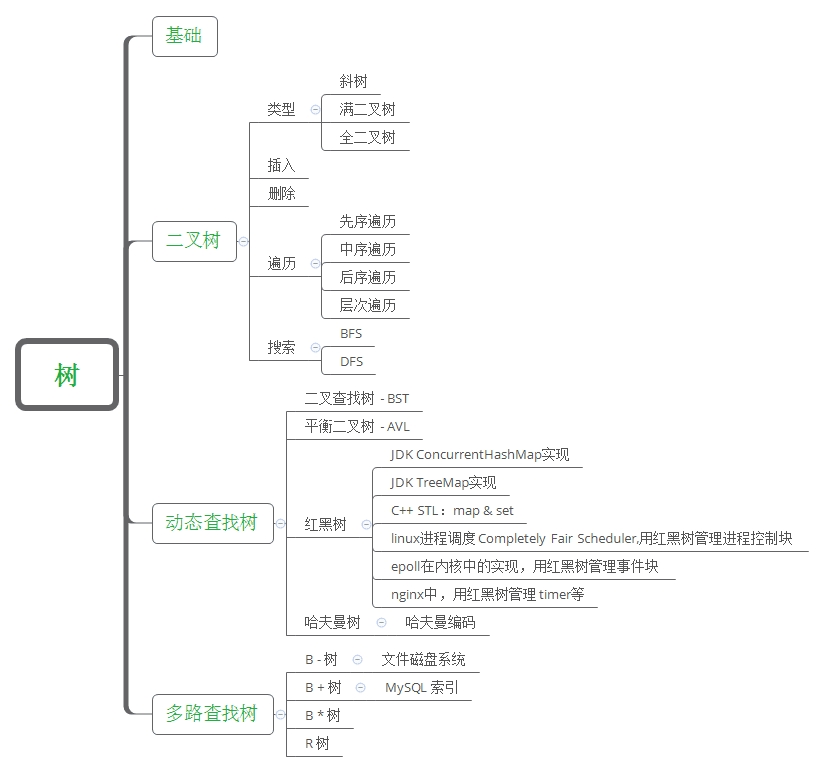 树
基础
二叉树
类型
斜树
满二叉树
全二叉树
插入
删除
遍历
先序遍历
中序遍历
后序遍历
层次遍历
搜索
BFS
DFS
动态查找树
二叉查找树 - BST
平衡二叉树 - AVL
红黑树
JDK ConcurrentHashMap实现
JDK TreeMap实现
C++ STL：map & set
linux进程调度 Completely Fair Scheduler,用红黑树管理进程控制块
epoll在内核中的实现，用红黑树管理事件块
nginx中，用红黑树管理 timer等
哈夫曼树
哈夫曼编码
多路查找树
B - 树
文件磁盘系统
B + 树
MySQL 索引
B * 树
R 树